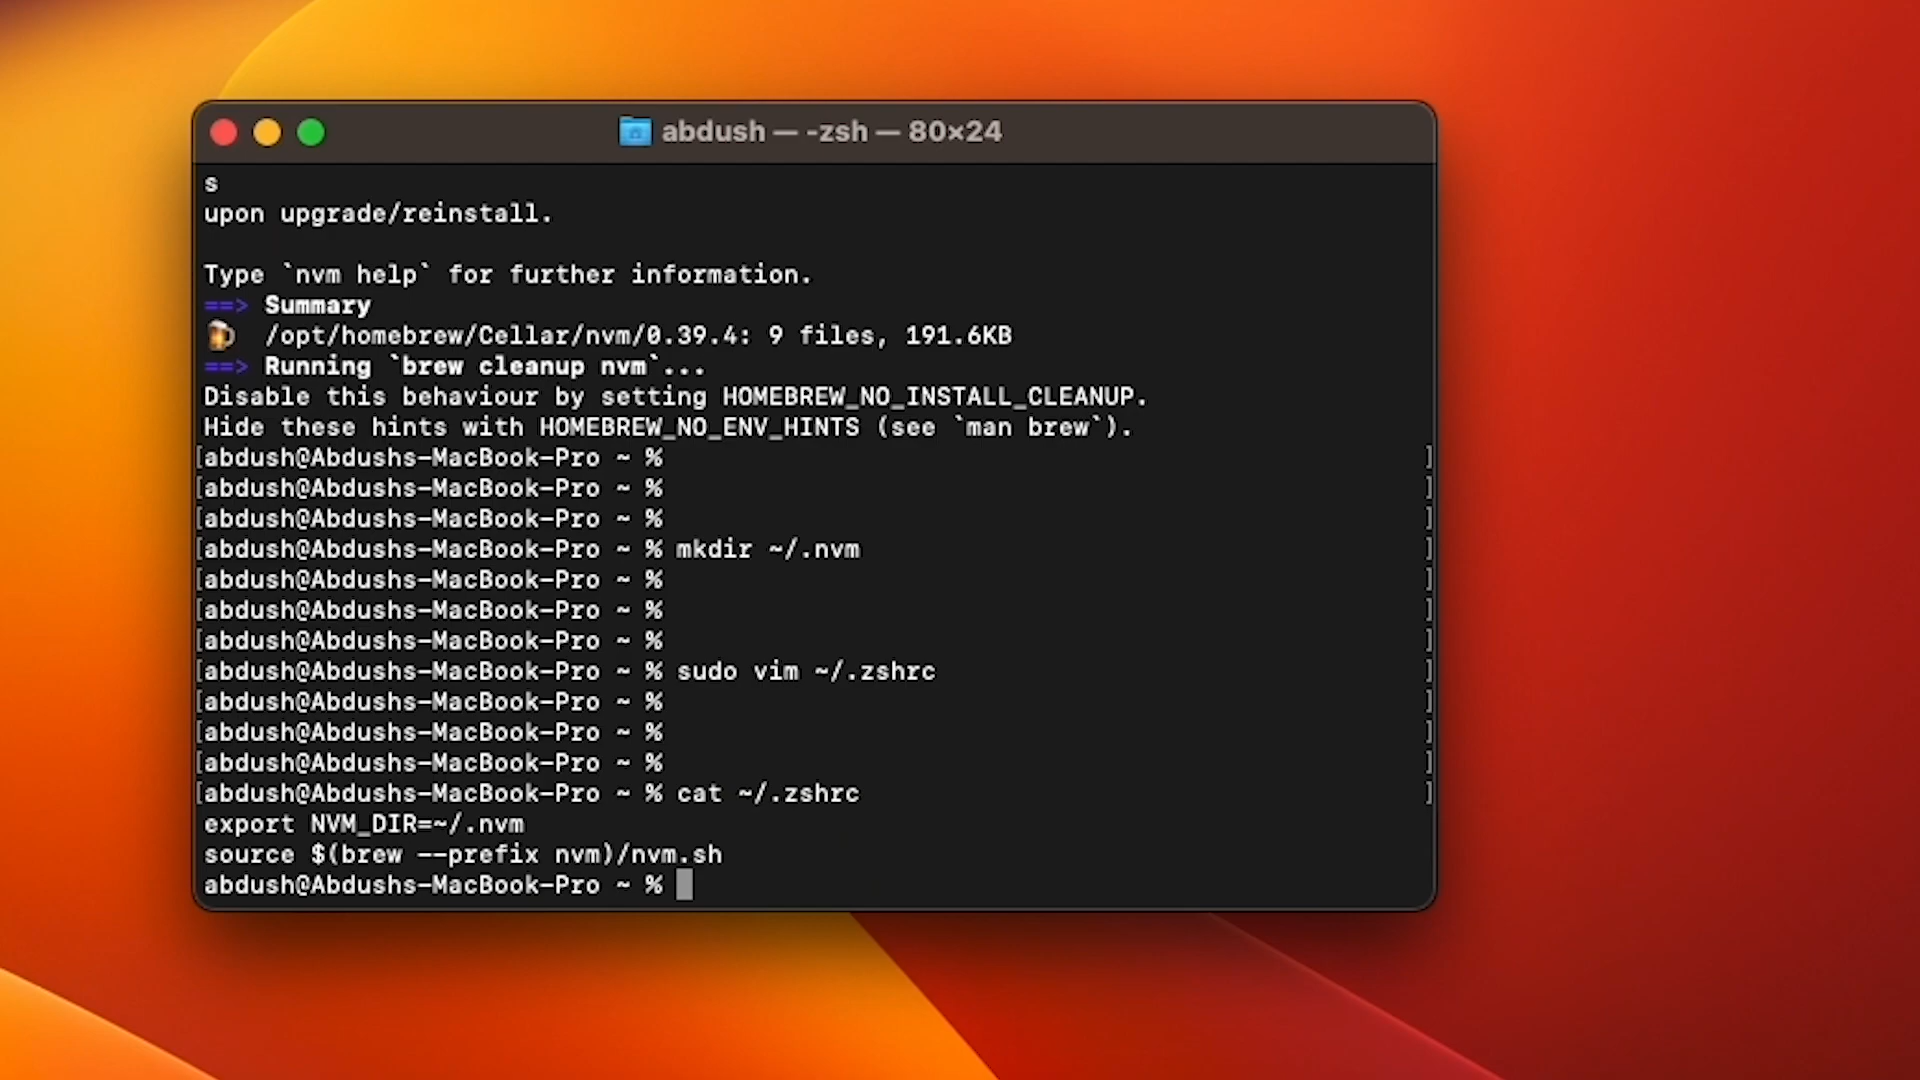 abdush — -zsh — 80×24
s
upon upgrade/reinstall.
Type `nvm help` for further information.
==> Summary
/opt/homebrew/Cellar/nvm/0.39.4: 9 files, 191.6KB
==> Running `brew cleanup nvm`...
Disable this behaviour by setting HOMEBREW_NO_INSTALL_CLEANUP.
Hide these hints with HOMEBREW_NO_ENV_HINTS (see `man brew`).
[abdush@Abdushs-MacBook-Pro ~ % ]
[abdush@Abdushs-MacBook-Pro ~ % ]
[abdush@Abdushs-MacBook-Pro ~ % ]
[abdush@Abdushs-MacBook-Pro ~ % mkdir ~/.nvm ]
[abdush@Abdushs-MacBook-Pro ~ % ]
[abdush@Abdushs-MacBook-Pro ~ % ]
[abdush@Abdushs-MacBook-Pro ~ % ]
[abdush@Abdushs-MacBook-Pro ~ % sudo vim ~/.zshrc ]
[abdush@Abdushs-MacBook-Pro ~ % ]
[abdush@Abdushs-MacBook-Pro ~ % ]
[abdush@Abdushs-MacBook-Pro ~ % ]
[abdush@Abdushs-MacBook-Pro ~ % cat ~/.zshrc ]
export NVM_DIR=~/.nvm
source $(brew --prefix nvm)/nvm.sh
abdush@Abdushs-MacBook-Pro ~ %